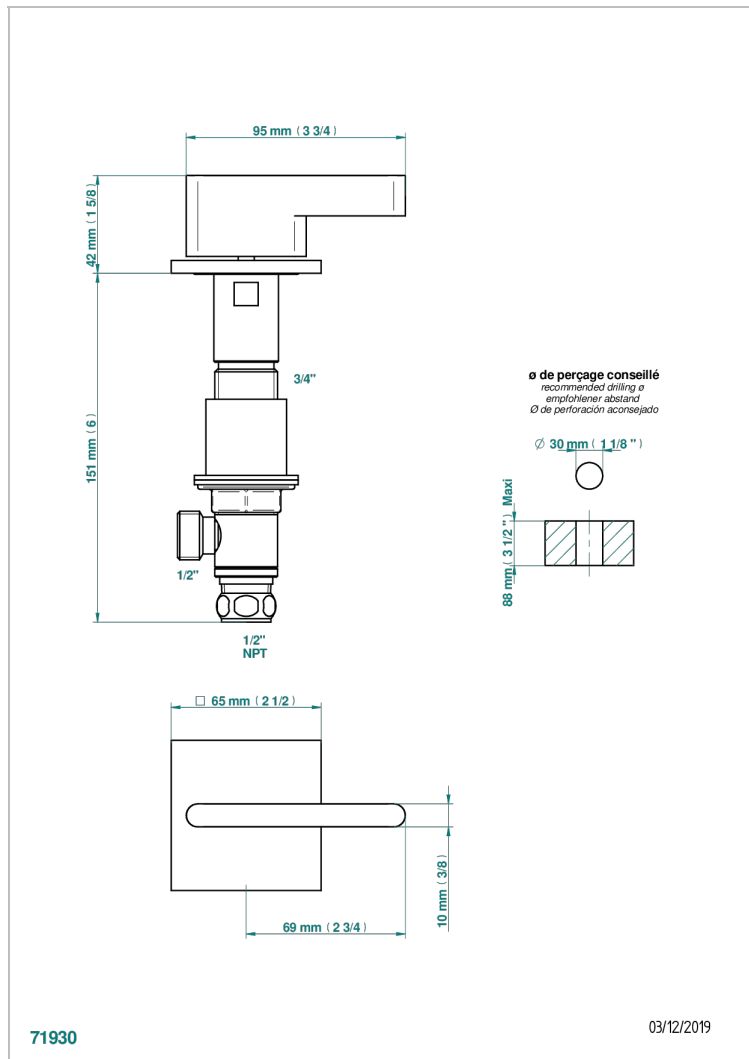 95 mm ( 3 3/4 )
42 mm ( 1 5/8 )
3/4"
151 mm ( 6 )
1/2"
1/2"
NPT
ø de perçage conseillé
recommended drilling ø
empfohlener abstand
Ø de perforación aconsejado
∅ 30 mm ( 1 1/8 " )
88 mm ( 3 1/2 " ) Maxi
□ 65 mm ( 2 1/2 )
10 mm ( 3/8 )
69 mm ( 2 3/4 )
71930
03/12/2019